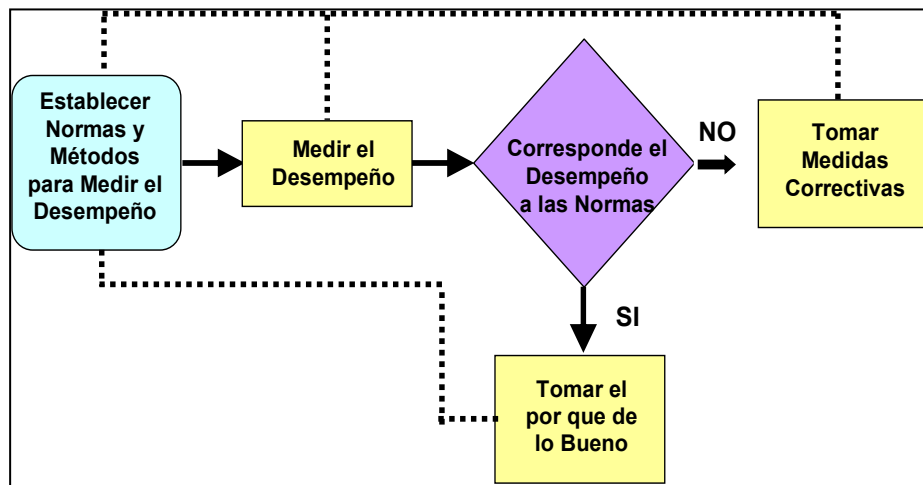 Establecer
Normas y
Métodos
para Medir el
Desempeño
Medir el
Desempeño
Corresponde el
Desempeño
a las Normas
NO
Tomar
Medidas
Correctivas
SI
Tomar el
por que de
lo Bueno